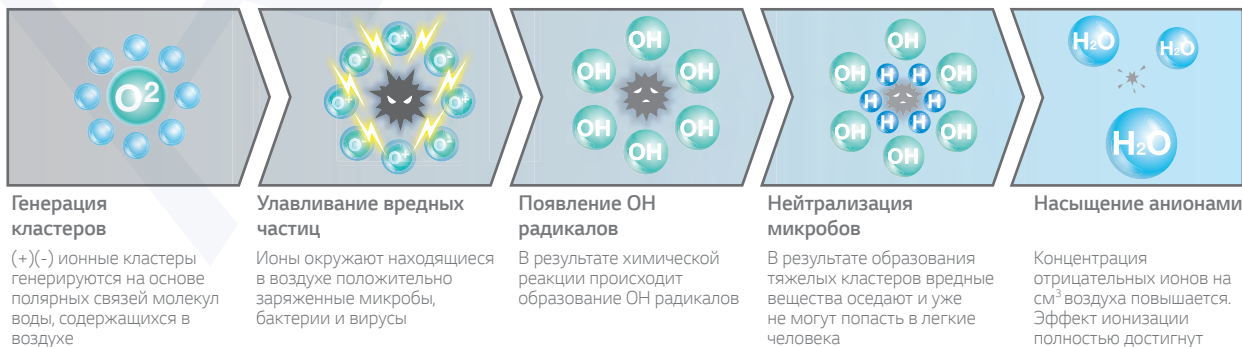 O²
O⁺
O⁻
O⁻
O⁺
O⁺
O⁻
O⁻
O⁺
OH
OH
OH
OH
OH
OH
OH
OH
OH
H
H
H
H
H
H
OH
OH
OH
H₂O
H₂O
H₂O
Генерация
кластеров
(+)(-) ионные кластеры
генерируются на основе
полярных связей молекул
воды, содержащихся в
воздухе
Улавливание вредных
частиц
Ионы окружают находящиеся
в воздухе положительно
заряженные микробы,
бактерии и вирусы
Появление ОН
радикалов
В результате химической
реакции происходит
образование ОН радикалов
Нейтрализация
микробов
В результате образования
тяжелых кластеров вредные
вещества оседают и уже
не могут попасть в легкие
человека
Насыщение анионами
Концентрация
отрицательных ионов на
см³ воздуха повышается.
Эффект ионизации
полностью достигнут